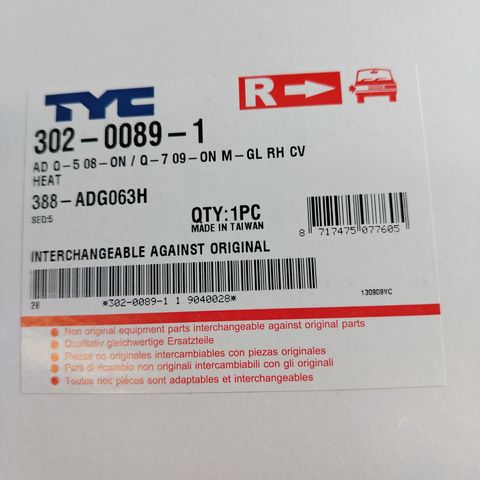 TYC
R
302-0089-1
AD Q-5 08-ON / Q-7 09-ON M-GL RH CV
HEAT
388-ADG063H
SEQ:5
QTY:1PC
MADE IN TAIWAN
8 717475 077605
INTERCHANGEABLE AGAINST ORIGINAL
28 *302-0089-1 1 9040028*
130909YC
Non original equipment parts interchangeable against original parts
Qualitativ gleichwertige Ersatzteile
Piezas no originales intercambiables con piezas originales
Parti di ricambio non originali intercambiabili con gli originali
Toutes nos pièces sont adaptables et interchangeables